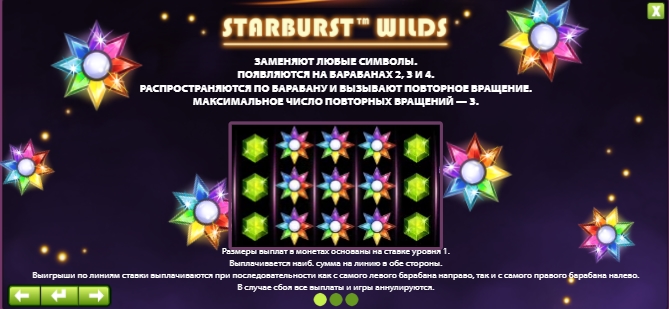 STARBURST™ WILDS
ЗАМЕНЯЮТ ЛЮБЫЕ СИМВОЛЫ.
ПОЯВЛЯЮТСЯ НА БАРАБАНАХ 2, 3 И 4.
РАСПРОСТРАНЯЮТСЯ ПО БАРАБАНУ И ВЫЗЫВАЮТ ПОВТОРНОЕ ВРАЩЕНИЕ.
МАКСИМАЛЬНОЕ ЧИСЛО ПОВТОРНЫХ ВРАЩЕНИЙ — 3.
Размеры выплат в монетах основаны на ставке уровня 1.
Выплачивается наиб. сумма на линию в обе стороны.
Выигрыши по линиям ставки выплачиваются при последовательности как с самого левого барабана направо, так и с самого правого барабана налево.
В случае сбоя все выплаты и игры аннулируются.